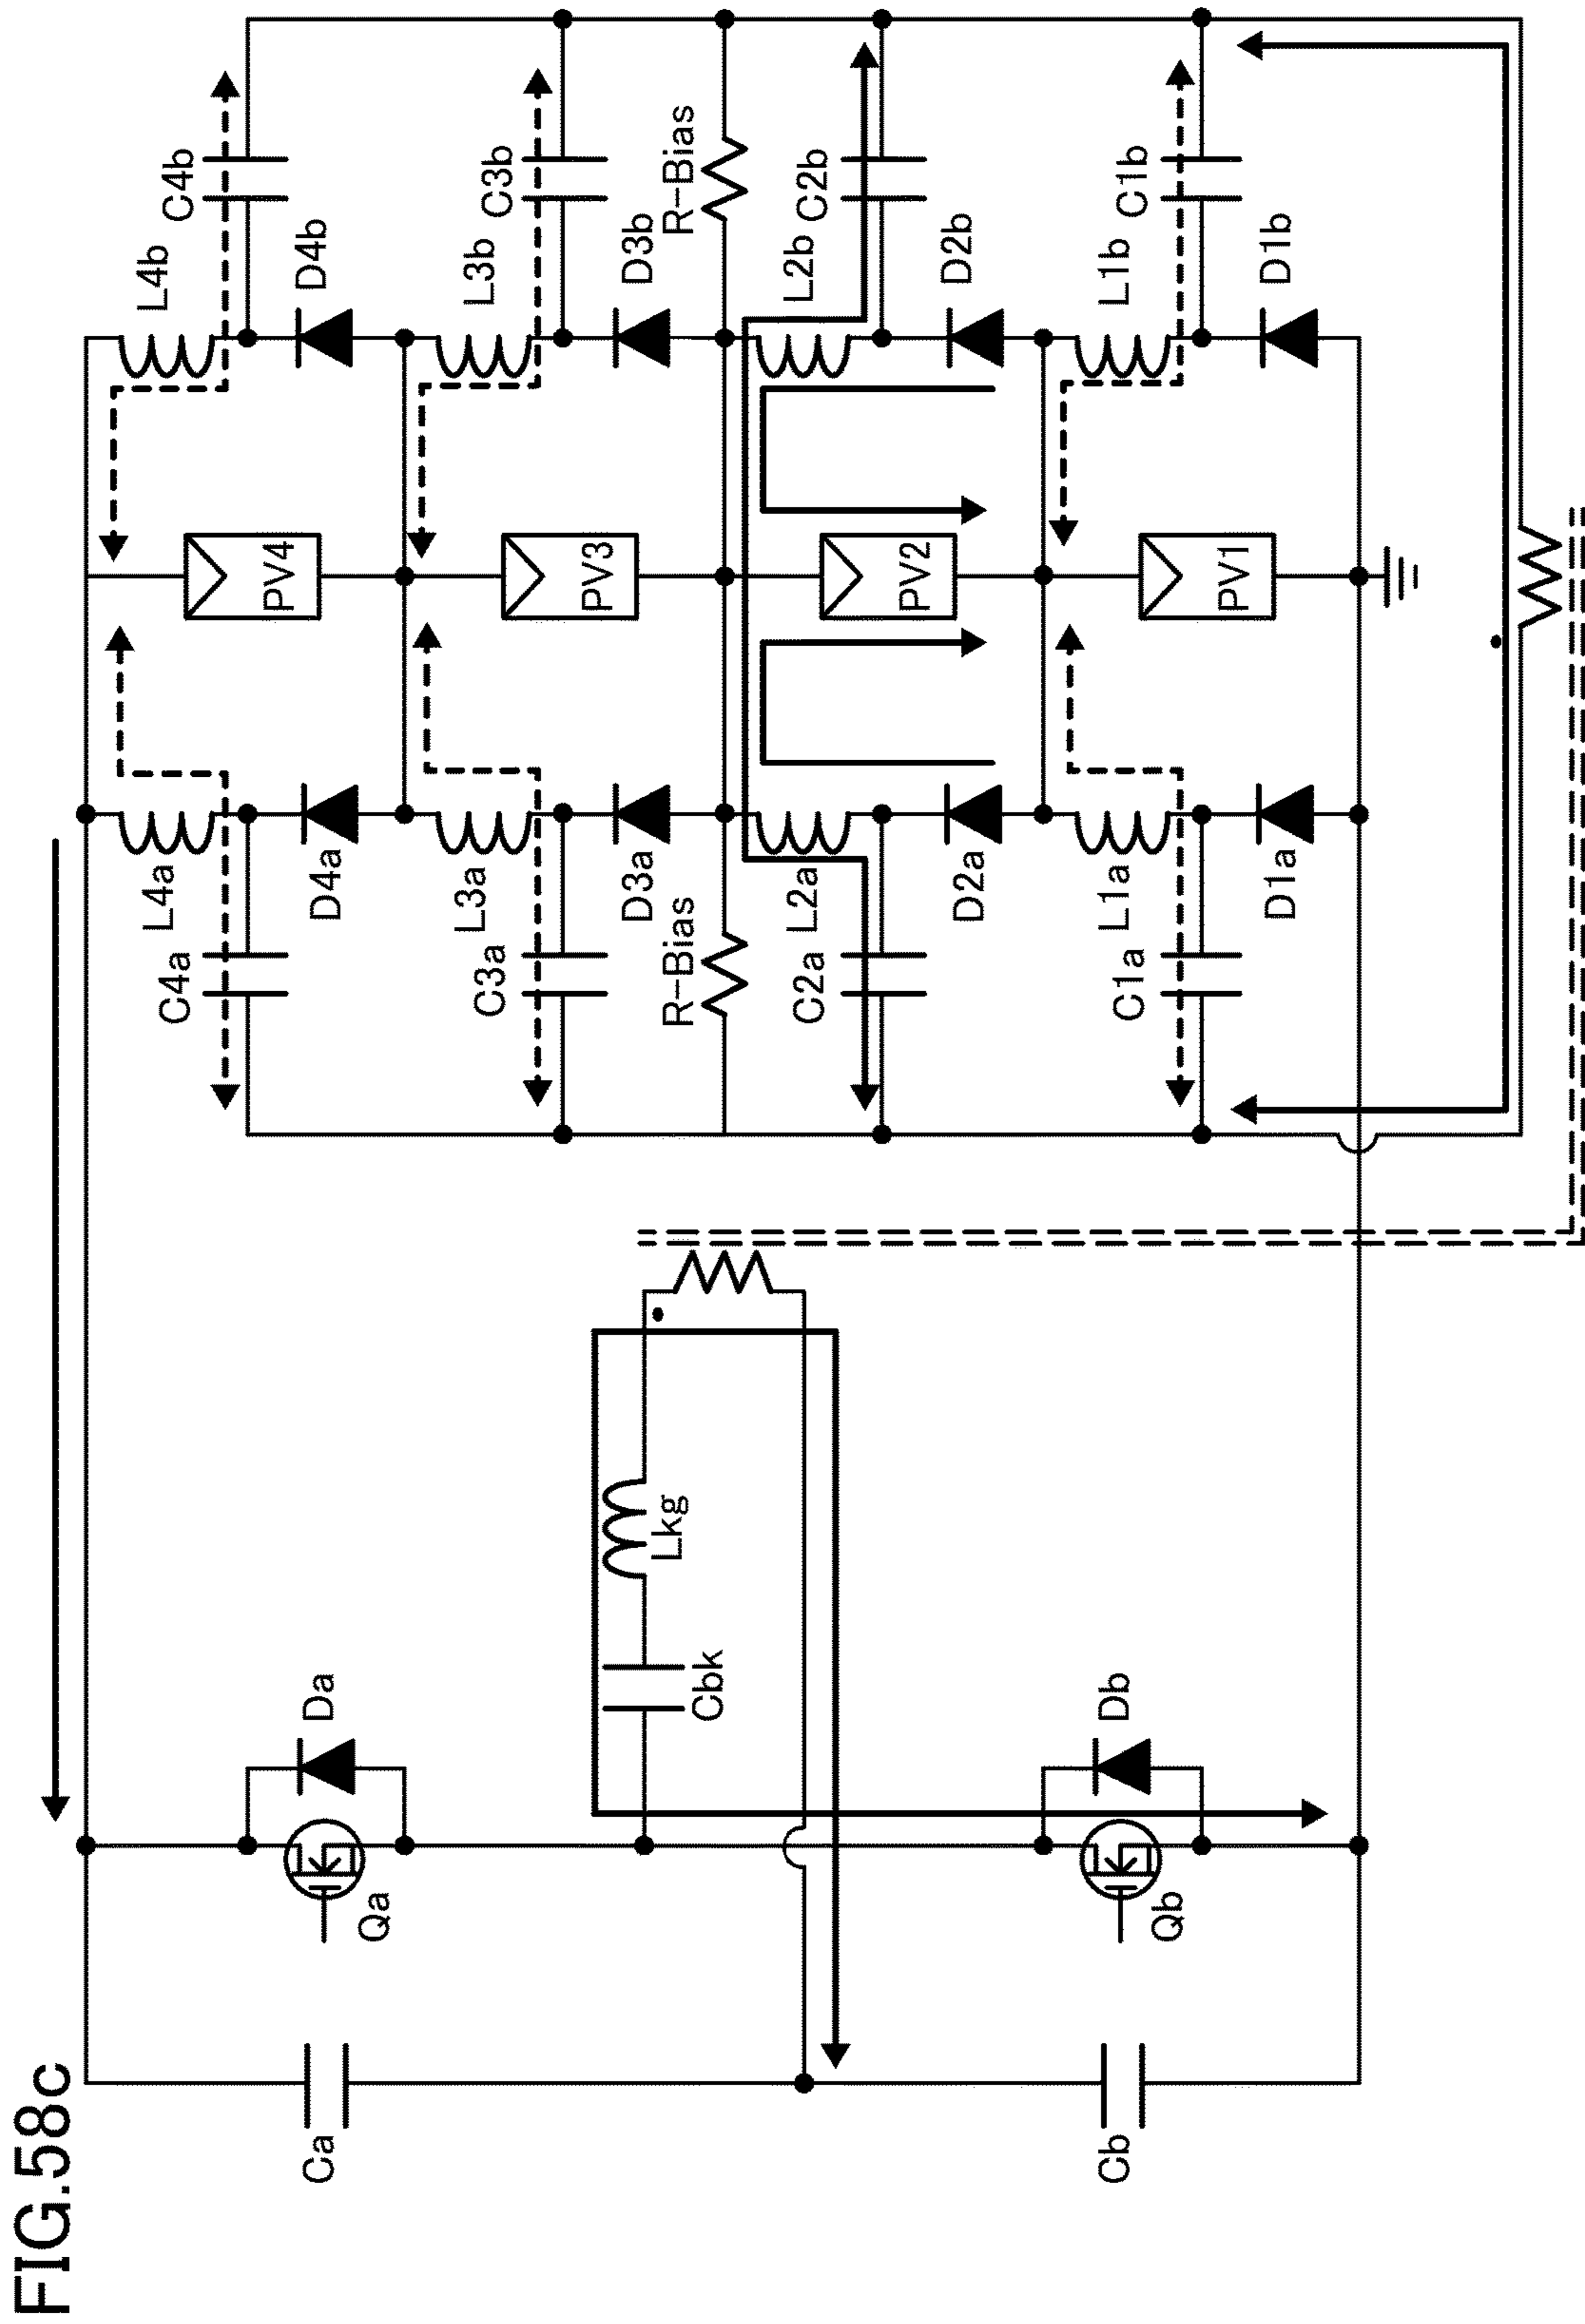 FIG.58c
Ca
Cb
Qa
Da
Qb
Db
Cbk
Lkg
C4a
L4a
D4a
C3a
L3a
D3a
R-Bias
C2a
L2a
D2a
C1a
L1a
D1a
PV4
PV3
PV2
PV1
L4b
C4b
D4b
L3b
C3b
D3b
R-Bias
L2b
C2b
D2b
L1b
C1b
D1b